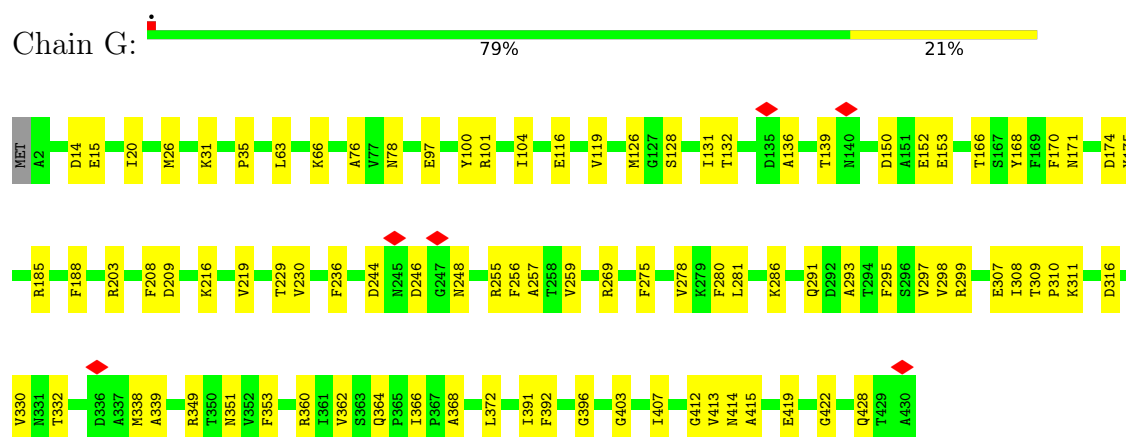 •
Chain G:
79% 21%
MET A2 D14 E15 I20 M26 K31 P35 L63 K66 A76 V77 N78 E97 Y100 R101 I104 E116 V119 M126 G127 S128 I131 T132 D135 A136 T139 N140 D150 A151 E152 E153 T166 S167 Y168 F169 F170 N171 D174
R185 F188 R203 F208 D209 K216 V219 T229 V230 F236 D244 N245 D246 G247 N248 R255 F256 A257 T258 V259 R269 F275 V278 K279 F280 L281 K286 Q291 D292 A293 T294 F295 S296 V297 V298 R299 E307 I308 T309 P310 K311 D316
V330 N331 T332 D336 A337 M338 A339 R349 T350 N351 V352 F353 R360 I361 V362 S363 Q364 P365 I366 P367 A368 L372 I391 F392 G396 G403 I407 G412 V413 N414 A415 E419 G422 Q428 T429 A430